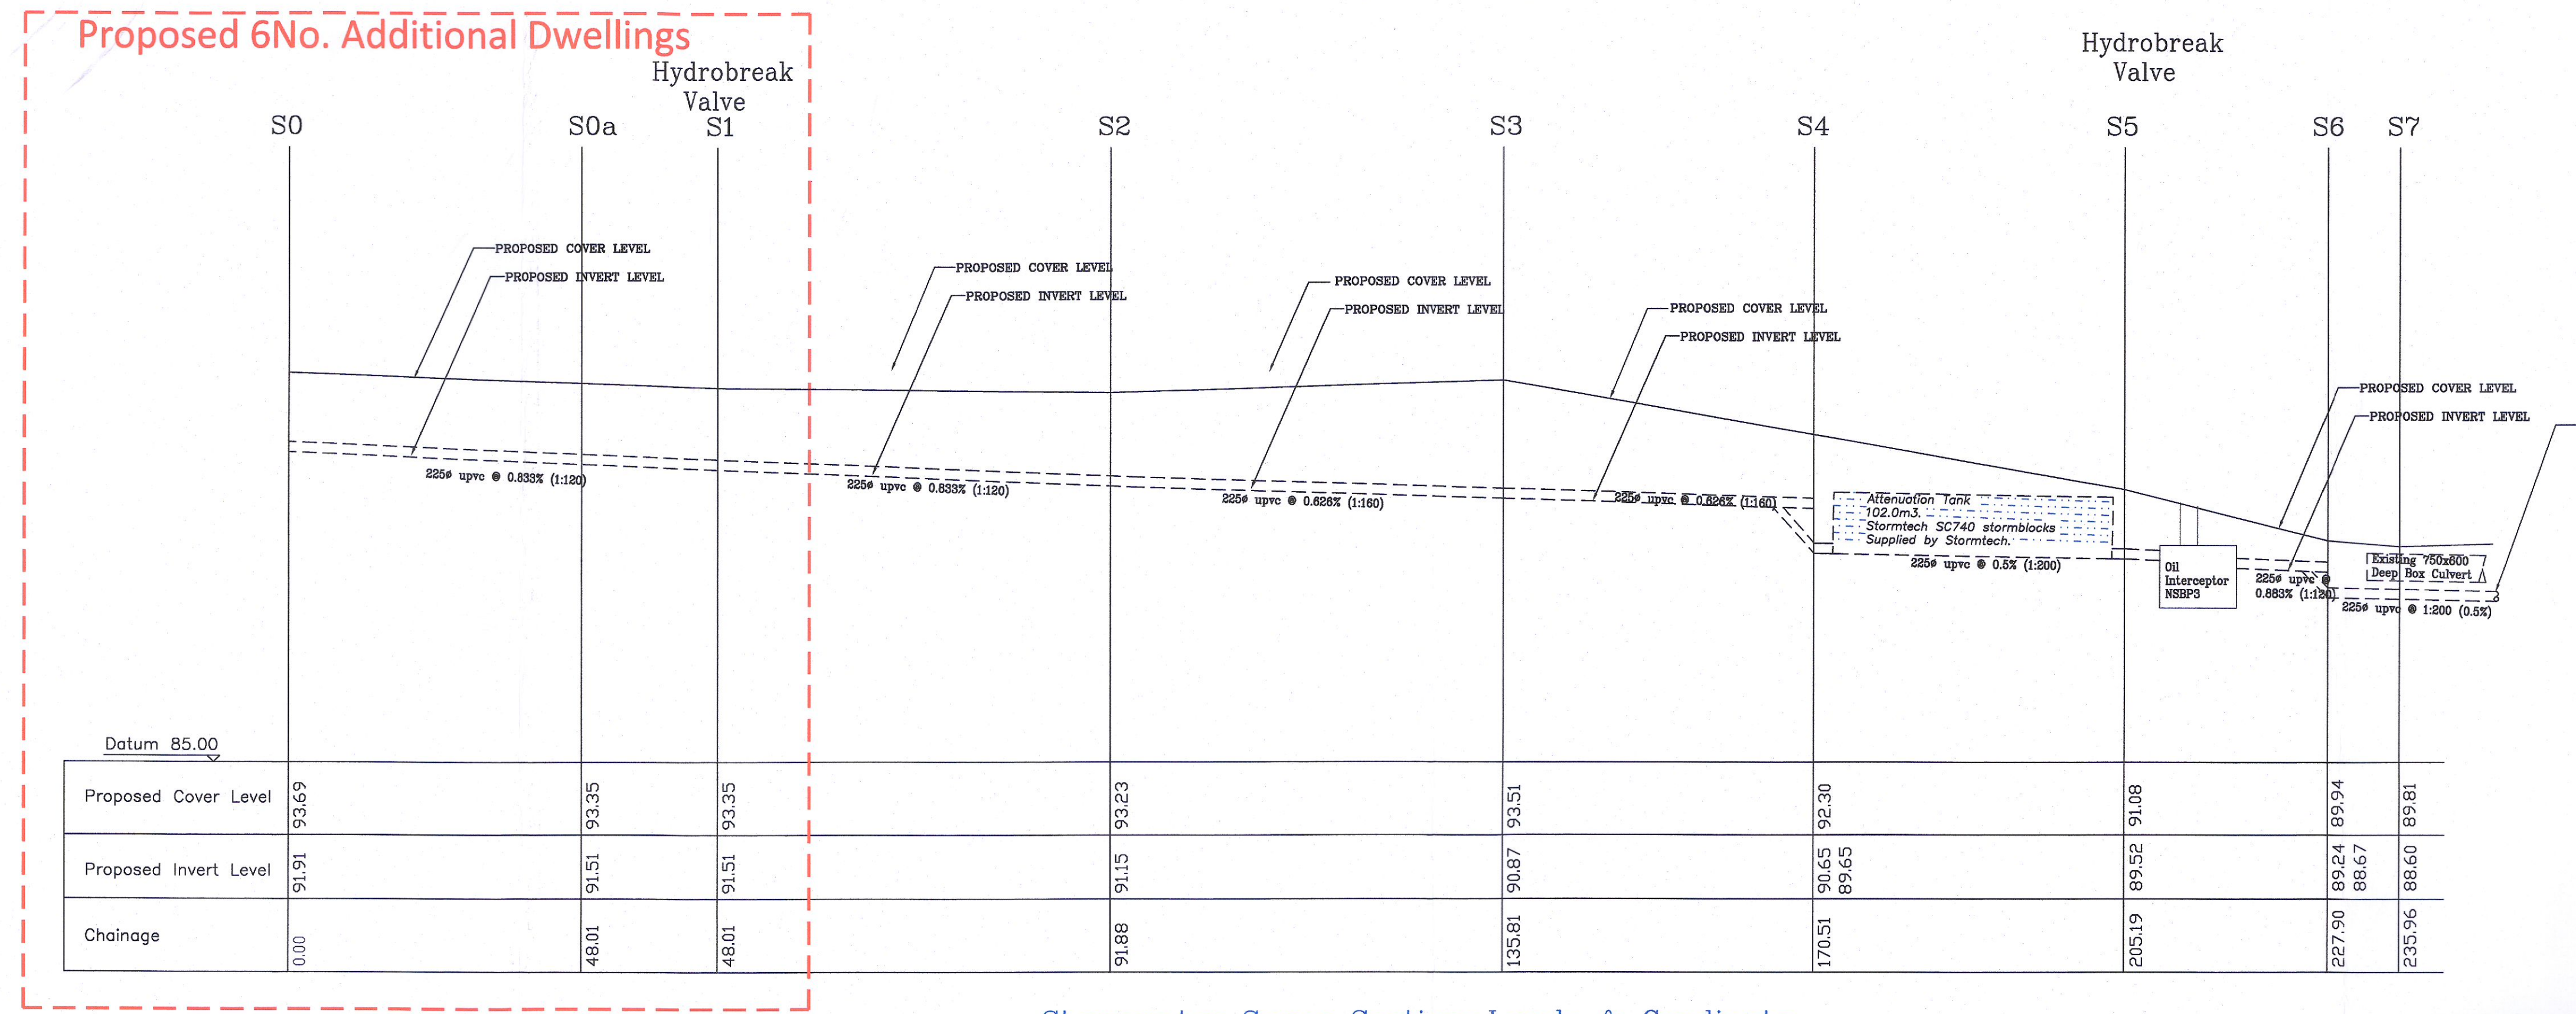 Proposed 6No. Additional Dwellings
Hydrobreak
Valve
Hydrobreak
Valve
S0
S0a
S1
S2
S3
S4
S5
S6
S7
PROPOSED COVER LEVEL
PROPOSED INVERT LEVEL
PROPOSED COVER LEVEL
PROPOSED INVERT LEVEL
PROPOSED COVER LEVEL
PROPOSED INVERT LEVEL
PROPOSED COVER LEVEL
PROPOSED INVERT LEVEL
PROPOSED COVER LEVEL
PROPOSED INVERT LEVEL
225ø upvc @ 0.833% (1:120)
225ø upvc @ 0.833% (1:120)
225ø upvc @ 0.626% (1:160)
225ø upvc @ 0.626% (1:160)
Attenuation Tank
102.0m3.
Stormtech SC740 stormblocks
Supplied by Stormtech.
225ø upvc @ 0.5% (1:200)
Oil
Interceptor
NSBP3
225ø upvc @
0.883% (1:120)
Existing 750x600
Deep Box Culvert
225ø upvc @ 1:200 (0.5%)
Datum 85.00
Proposed Cover Level 93.69 93.35 93.35 93.23 93.51 92.30 91.08 89.94 89.81
Proposed Invert Level 91.91 91.51 91.51 91.15 90.87 90.65 89.65 89.52 89.24 88.67 88.60
Chainage 0.00 48.01 48.01 91.88 135.81 170.51 205.19 227.90 235.96